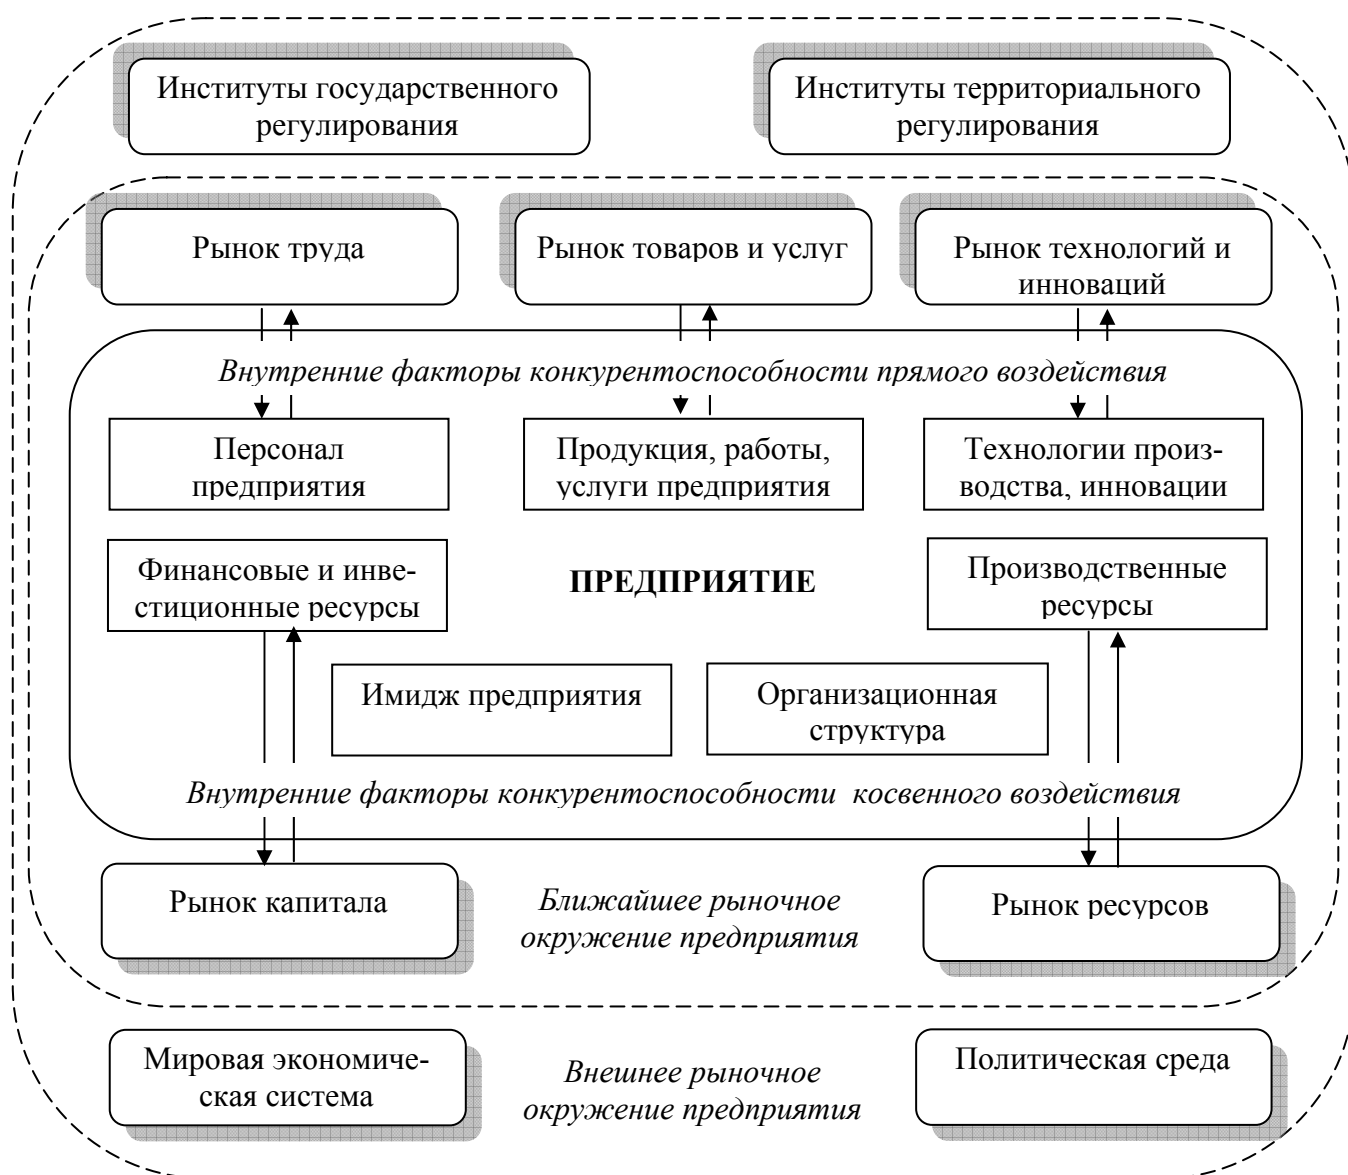 Институты государственного
регулирования
Институты территориального
регулирования
Рынок труда
Рынок товаров и услуг
Рынок технологий и
инноваций
Внутренние факторы конкурентоспособности прямого воздействия
Персонал
предприятия
Продукция, работы,
услуги предприятия
Технологии произ-
водства, инновации
Финансовые и инве-
стиционные ресурсы
ПРЕДПРИЯТИЕ
Производственные
ресурсы
Имидж предприятия
Организационная
структура
Внутренние факторы конкурентоспособности косвенного воздействия
Рынок капитала
Ближайшее рыночное
окружение предприятия
Рынок ресурсов
Мировая экономиче-
ская система
Внешнее рыночное
окружение предприятия
Политическая среда